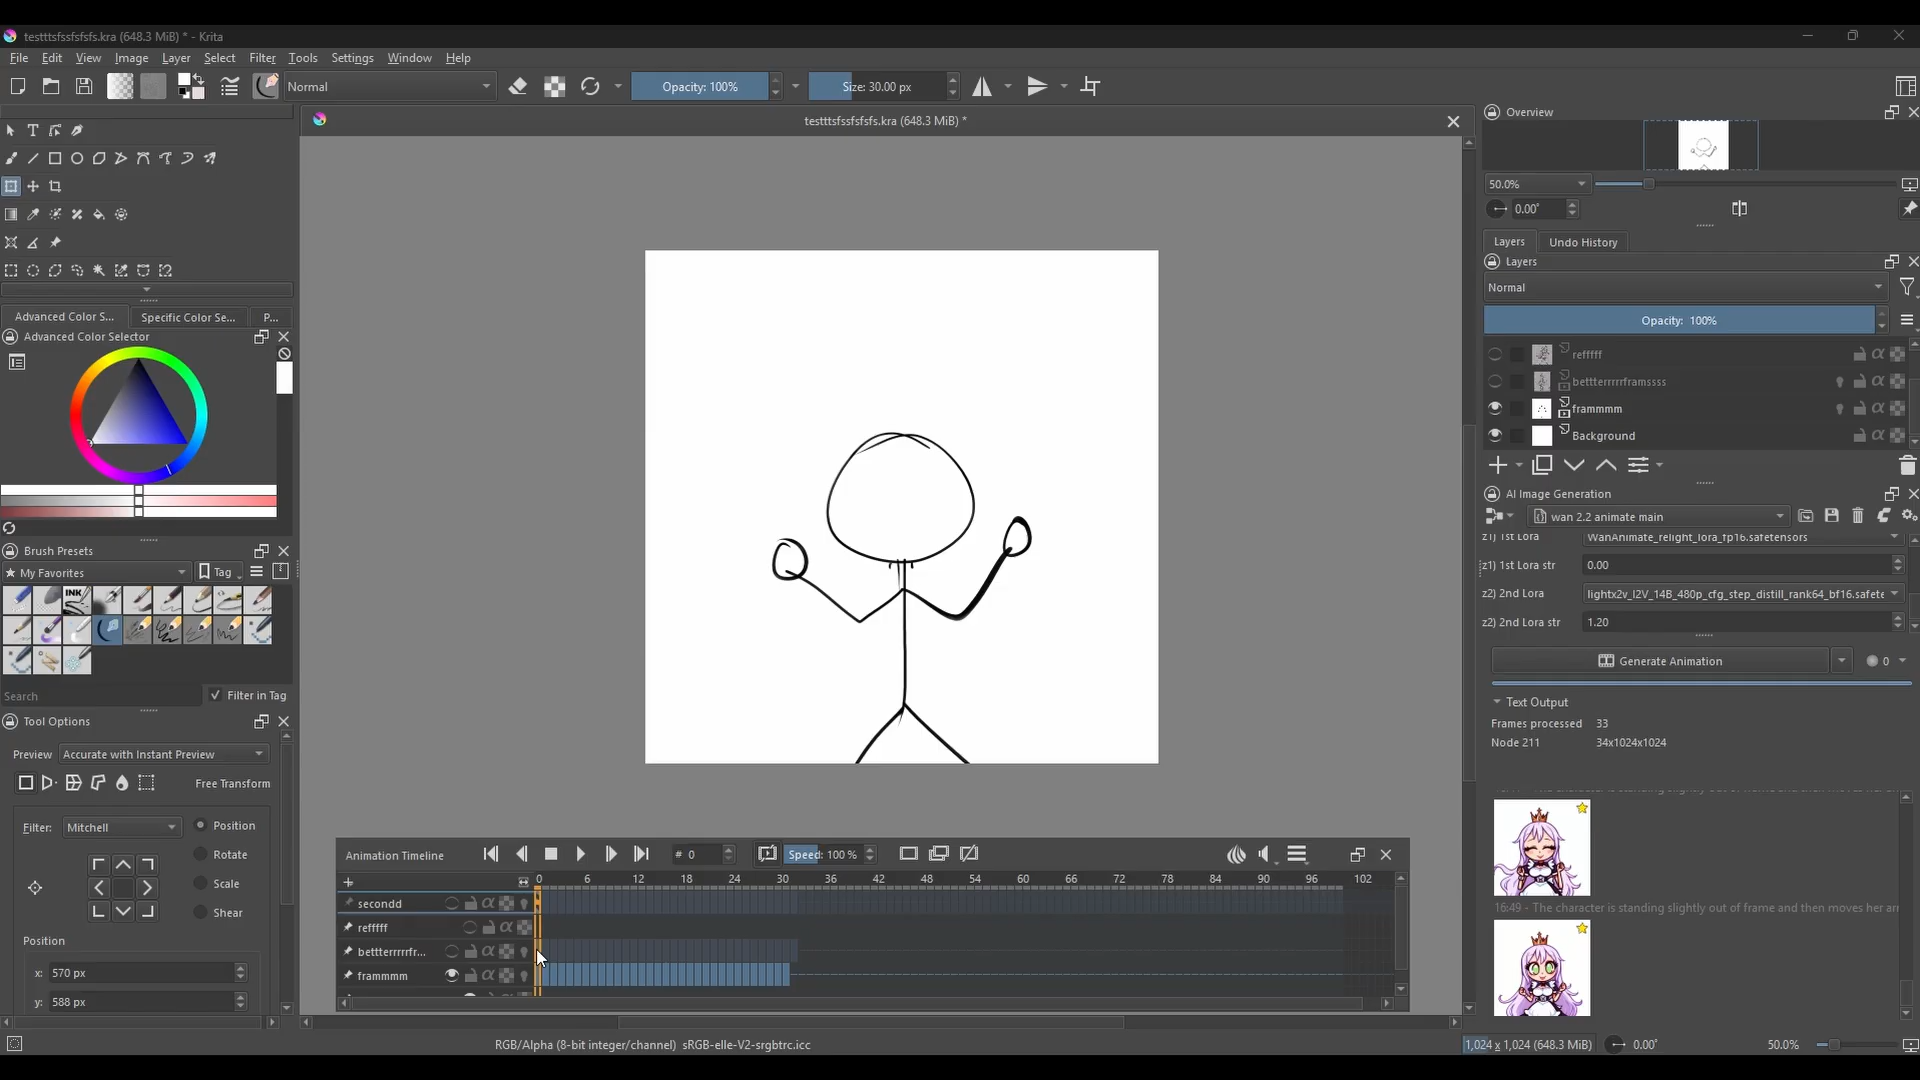 testttsfssfsfsfs.kra (648.3 MiB) * - Krita
File Edit View Image Layer Select Filter Tools Settings Window Help
Normal
Opacity: 100%
Size: 30.00 px
testttsfssfsfsfs.kra (648.3 MiB) *
Advanced Color S... Specific Color Se... P...
Advanced Color Selector
Brush Presets
★ My Favorites
Tag
INK
Search
Filter in Tag
Tool Options
Preview Accurate with Instant Preview
Free Transform
Filter: Mitchell
Position
Rotate
Scale
Shear
Position
x: 570 px
y: 588 px
Animation Timeline
# 0
Speed: 100 %
0 6 12 18 24 30 36 42 48 54 60 66 72 78 84 90 96 102
secondd
refffff
bettterrrrrfr...
frammmm
RGB/Alpha (8-bit integer/channel) sRGB-elle-V2-srgbtrc.icc
1,024 x 1,024 (648.3 MiB)
0.00°
50.0%
Overview
50.0%
0.00°
Layers Undo History
Layers
Normal
Opacity: 100%
refffff
bettterrrrrframssss
frammmm
Background
AI Image Generation
wan 2.2 animate main
z1) 1st Lora WanAnimate_relight_lora_fp16.safetensors
z1) 1st Lora str 0.00
z2) 2nd Lora lightx2v_I2V_14B_480p_cfg_step_distill_rank64_bf16.safete
z2) 2nd Lora str 1.20
Generate Animation
0
Text Output
Frames processed 33
Node 211 34x1024x1024
16:49 - The character is standing slightly out of frame and then moves her ar